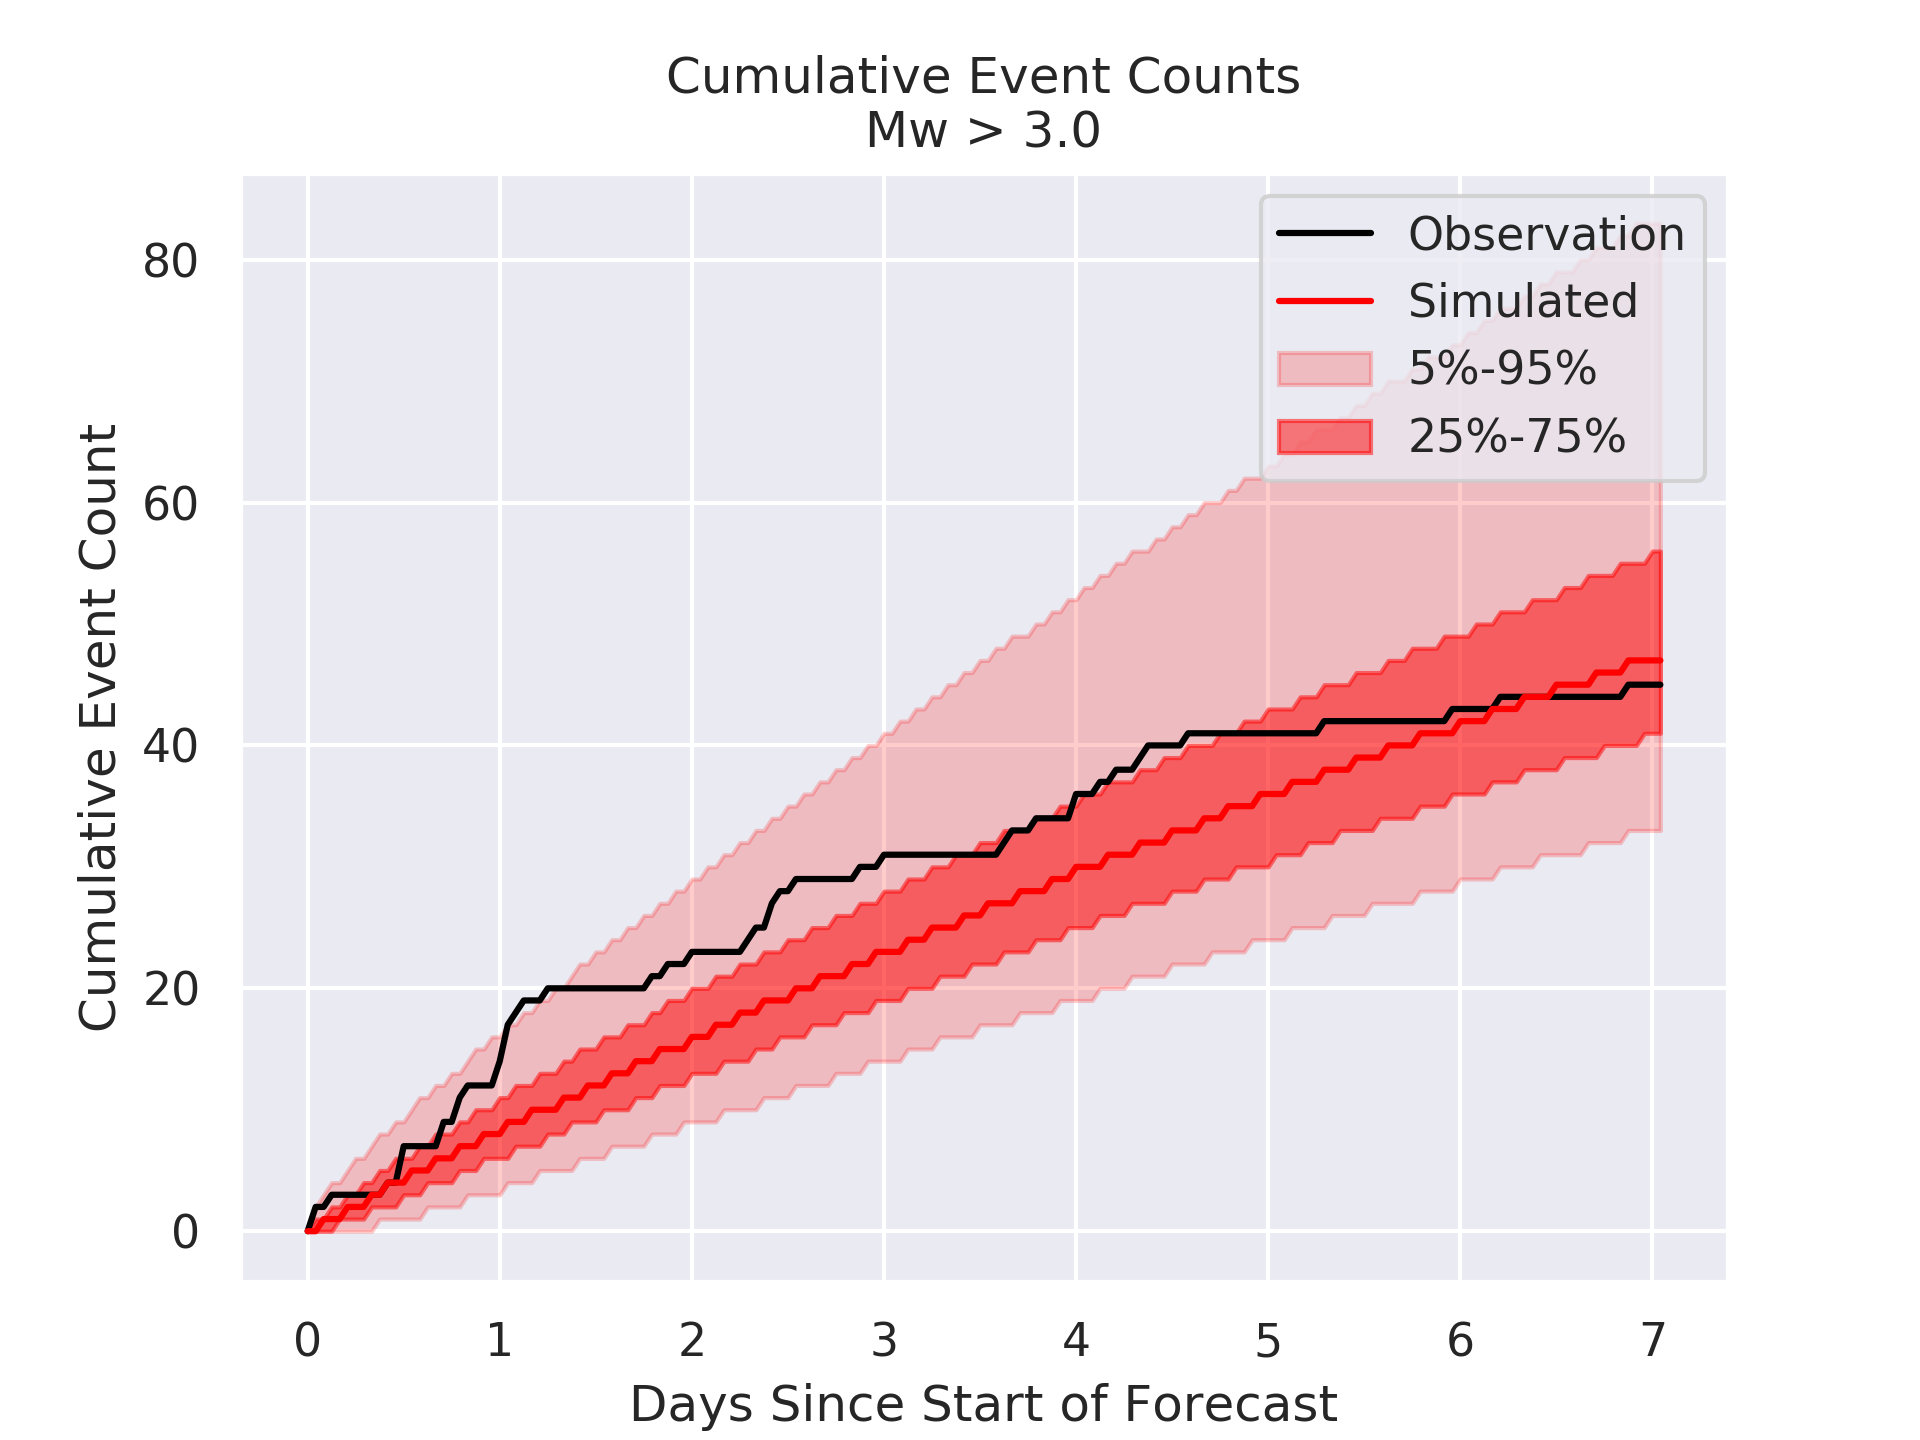 Cumulative Event Counts
Mw > 3.0
Observation
Simulated
5%-95%
25%-75%
Cumulative Event Count
80
60
40
20
0
0 1 2 3 4 5 6 7
Days Since Start of Forecast